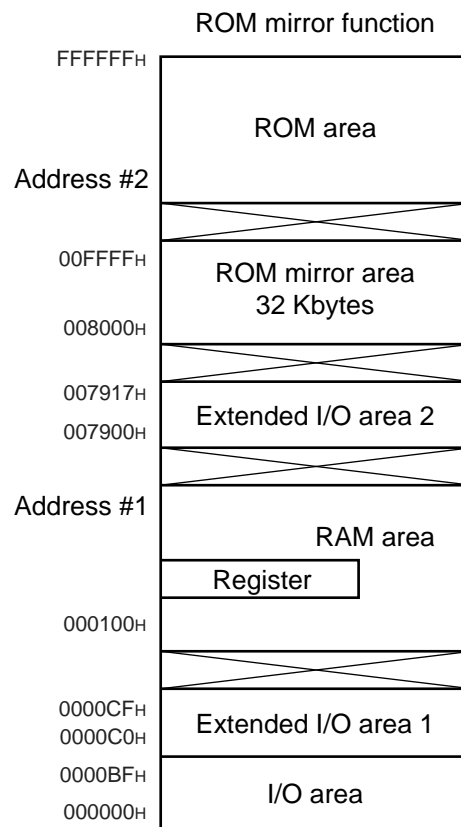 ROM mirror function
FFFFFFH
ROM area
Address #2
00FFFFH
ROM mirror area
32 Kbytes
008000H
007917H
Extended I/O area 2
007900H
Address #1
RAM area
Register
000100H
0000CFH
Extended I/O area 1
0000C0H
0000BFH
I/O area
000000H